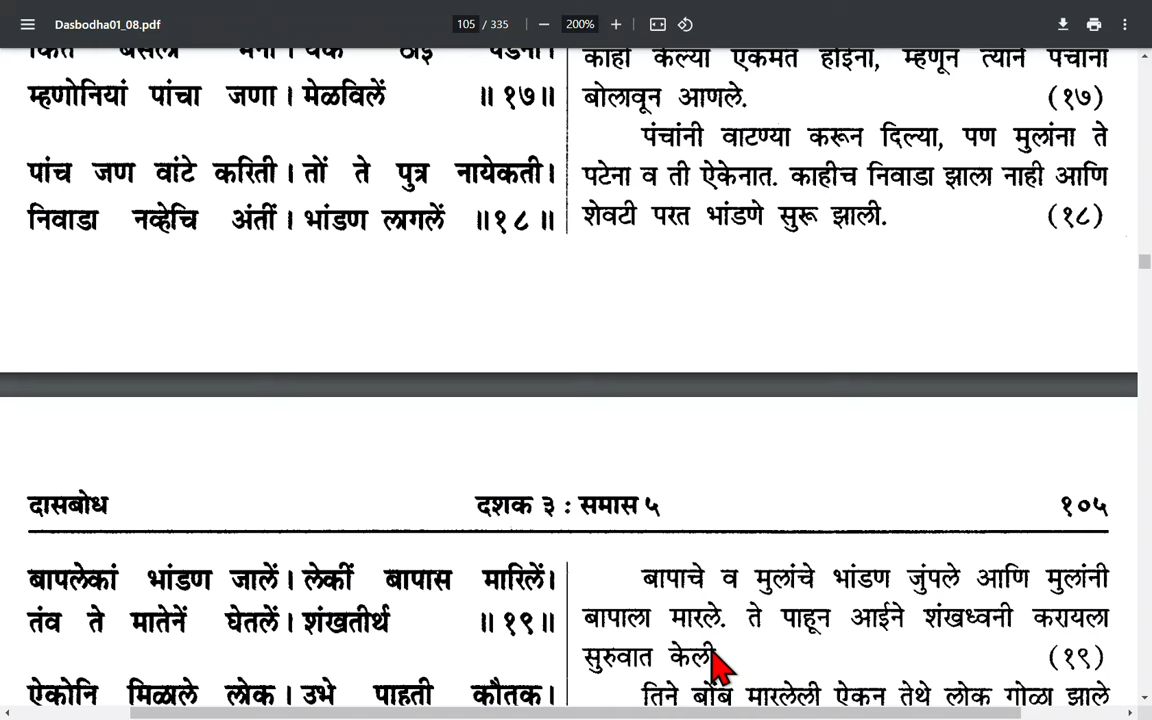 Dasbodha01_08.pdf
105 / 335
200%
म्हणोनियां पांचा जणा। मेळविलें ॥१७॥
पांच जण वांटे करिती। तों ते पुत्र नायेकती।
निवाडा नव्हेचि अंतीं। भांडण लागलें ॥१८॥
काही केल्या एकमत होईना, म्हणून त्याने पंचांना
बोलावून आणले. (१७)
पंचांनी वाटण्या करून दिल्या, पण मुलांना ते
पटेना व ती ऐकेनात. काहीच निवाडा झाला नाही आणि
शेवटी परत भांडणे सुरू झाली. (१८)
दासबोध दशक ३ : समास ५ १०५
बापलेकां भांडण जालें। लेकीं बापास मारिलें।
तंव ते मातेनें घेतलें। शंखतीर्थ ॥१९॥
ऐकोनि मिळाले लोक। उभे पाहती कौतक।
बापाचे व मुलांचे भांडण जुंपले आणि मुलांनी
बापाला मारले. ते पाहून आईने शंखध्वनी करायला
सुरुवात केली (१९)
तिने बोंब मारलेली ऐकून तेथे लोक गोळा झाले